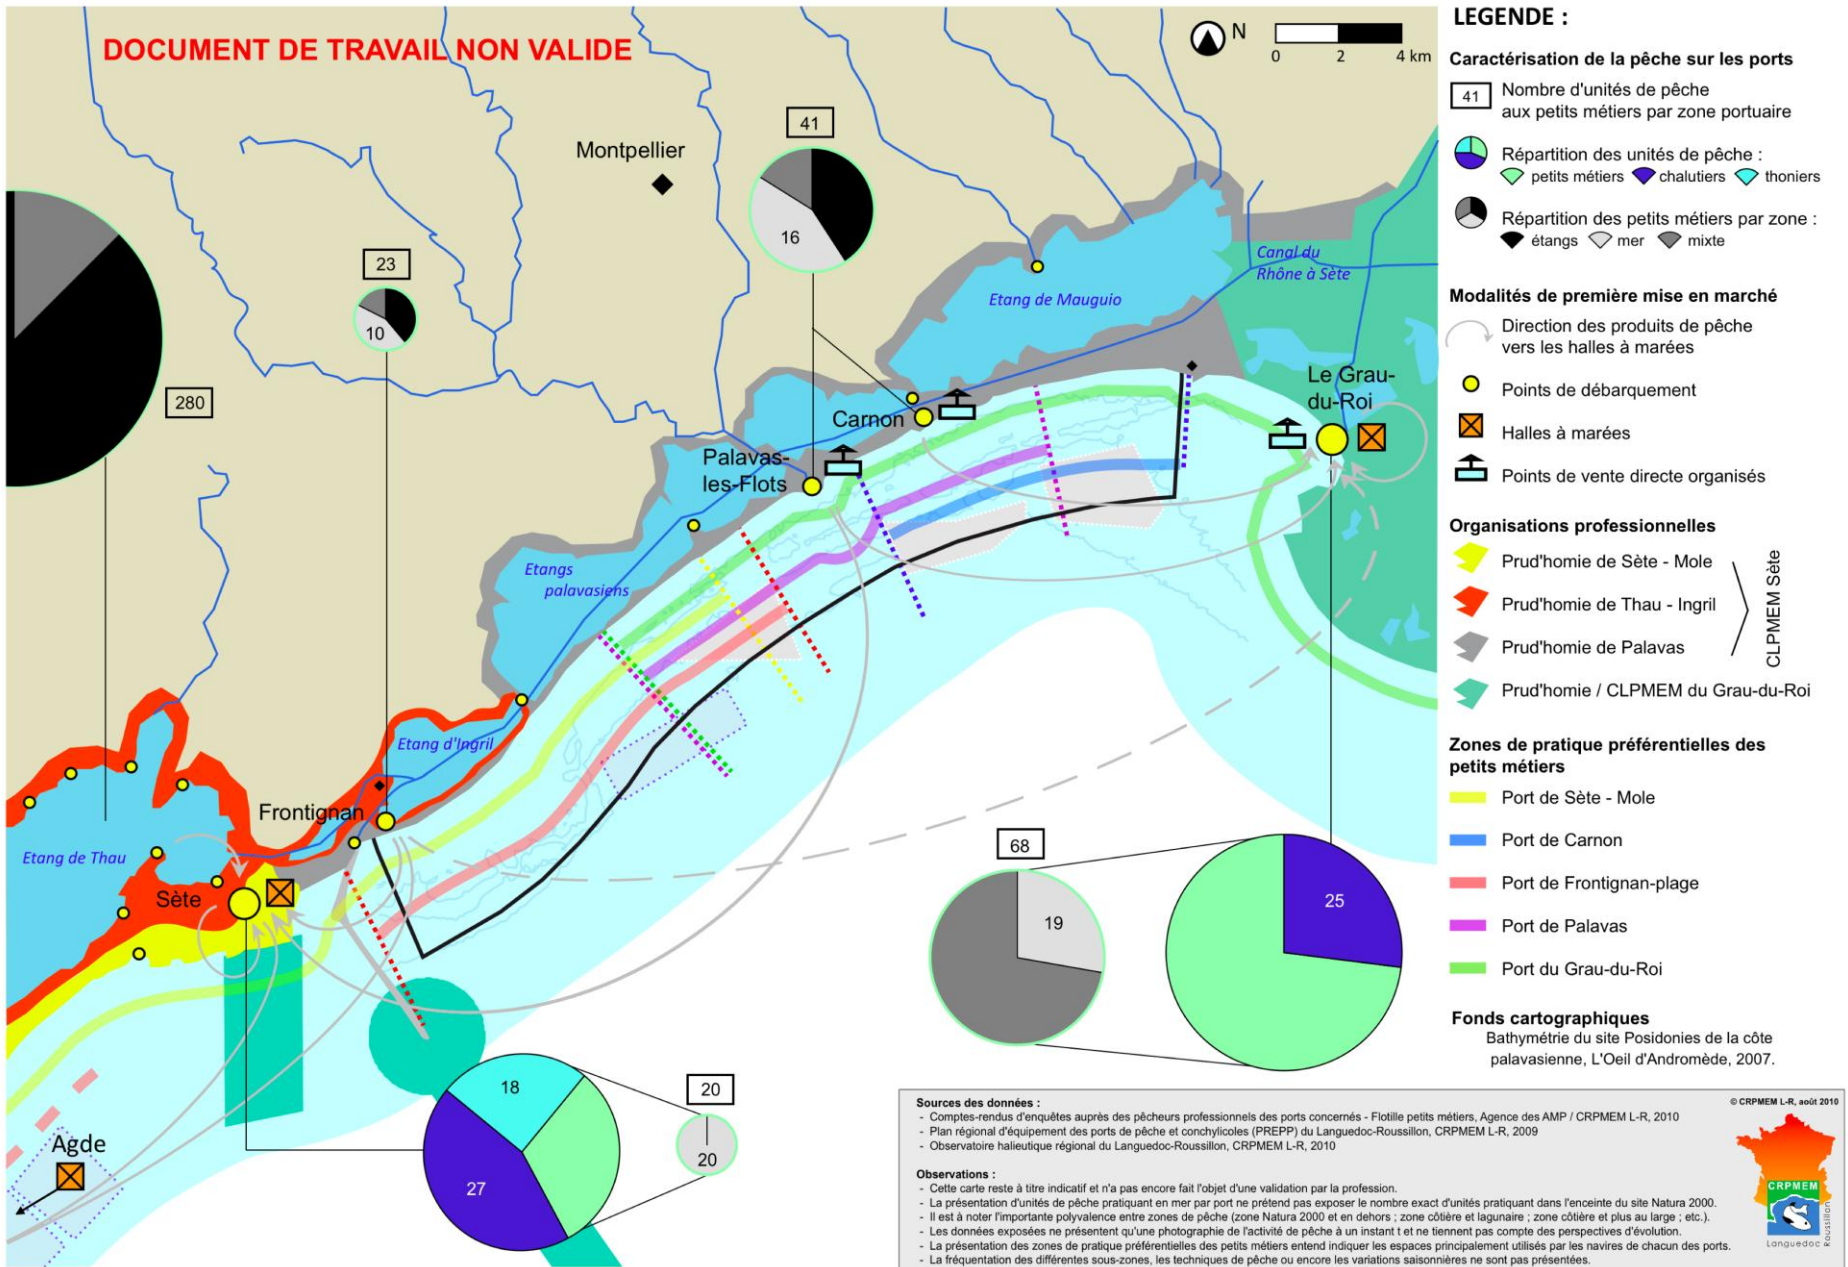 DOCUMENT DE TRAVAIL NON VALIDE
N
0 2 4 km
Montpellier
41
16
23
10
280
Etang de Mauguio
Canal du
Rhône à Sète
Le Grau-
du-Roi
Carnon
Palavas-
les-Flots
Etangs
palavasiens
Etang d'Ingril
Frontignan
Etang de Thau
Sète
Agde
68
19
25
18
27
20
20
LEGENDE :
Caractérisation de la pêche sur les ports
41
Nombre d'unités de pêche
aux petits métiers par zone portuaire
Répartition des unités de pêche :
petits métiers chalutiers thoniers
Répartition des petits métiers par zone :
étangs mer mixte
Modalités de première mise en marché
Direction des produits de pêche
vers les halles à marées
Points de débarquement
Halles à marées
Points de vente directe organisés
Organisations professionnelles
Prud'homie de Sète - Mole
Prud'homie de Thau - Ingril
Prud'homie de Palavas
CLPMEM Sète
Prud'homie / CLPMEM du Grau-du-Roi
Zones de pratique préférentielles des
petits métiers
Port de Sète - Mole
Port de Carnon
Port de Frontignan-plage
Port de Palavas
Port du Grau-du-Roi
Fonds cartographiques
Bathymétrie du site Posidonies de la côte
palavasienne, L'Oeil d'Andromède, 2007.
Sources des données :
- Comptes-rendus d'enquêtes auprès des pêcheurs professionnels des ports concernés - Flotille petits métiers, Agence des AMP / CRPMEM L-R, 2010
- Plan régional d'équipement des ports de pêche et conchylicoles (PREPP) du Languedoc-Roussillon, CRPMEM L-R, 2009
- Observatoire halieutique régional du Languedoc-Roussillon, CRPMEM L-R, 2010
Observations :
- Cette carte reste à titre indicatif et n'a pas encore fait l'objet d'une validation par la profession.
- La présentation d'unités de pêche pratiquant en mer par port ne prétend pas exposer le nombre exact d'unités pratiquant dans l'enceinte du site Natura 2000.
- Il est à noter l'importante polyvalence entre zones de pêche (zone Natura 2000 et en dehors ; zone côtière et lagunaire ; zone côtière et plus au large ; etc.).
- Les données exposées ne présentent qu'une photographie de l'activité de pêche à un instant t et ne tiennent pas compte des perspectives d'évolution.
- La présentation des zones de pratique préférentielles des petits métiers entend indiquer les espaces principalement utilisés par les navires de chacun des ports.
- La fréquentation des différentes sous-zones, les techniques de pêche ou encore les variations saisonnières ne sont pas présentées.
© CRPMEM L-R, août 2010
CRPMEM
Languedoc
Roussillon